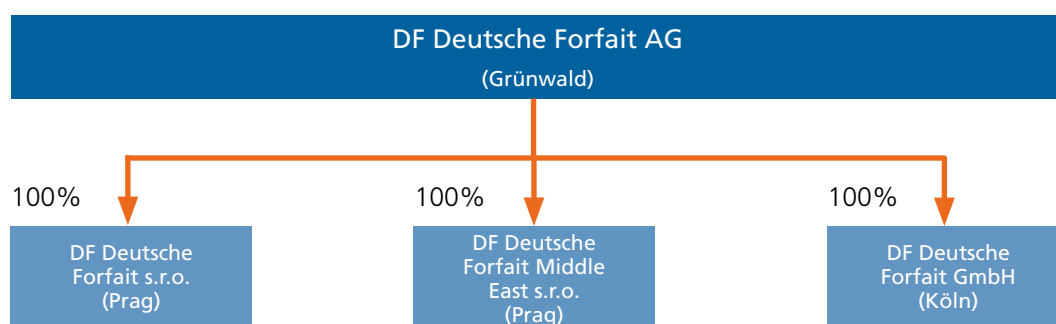 DF Deutsche Forfait AG
(Grünwald)
100%
100%
100%
DF Deutsche
Forfait s.r.o.
(Prag)
DF Deutsche
Forfait Middle
East s.r.o.
(Prag)
DF Deutsche
Forfait GmbH
(Köln)